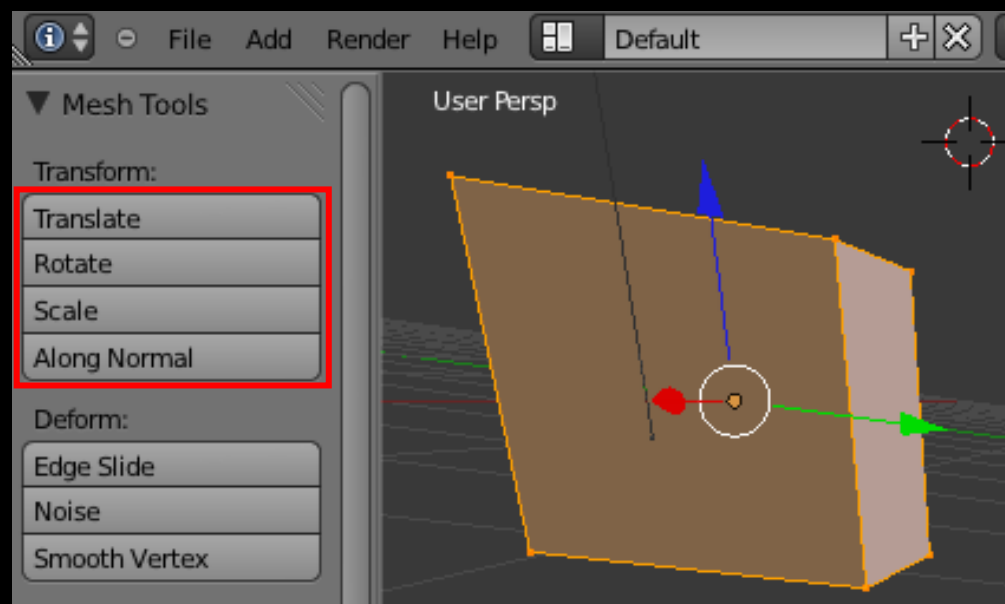 File Add Render Help Default
Mesh Tools
User Persp
Transform:
Translate
Rotate
Scale
Along Normal
Deform:
Edge Slide
Noise
Smooth Vertex